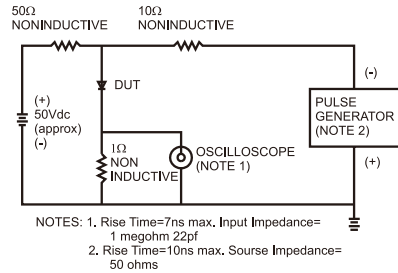 50Ω
NONINDUCTIVE
10Ω
NONINDUCTIVE
(+)
50Vdc
(approx)
(-)
DUT
1Ω
NON
INDUCTIVE
OSCILLOSCOPE
(NOTE 1)
(-)
PULSE
GENERATOR
(NOTE 2)
(+)
NOTES: 1. Rise Time=7ns max. Input Impedance=
1 megohm 22pf
2. Rise Time=10ns max. Sourse Impedance=
50 ohms